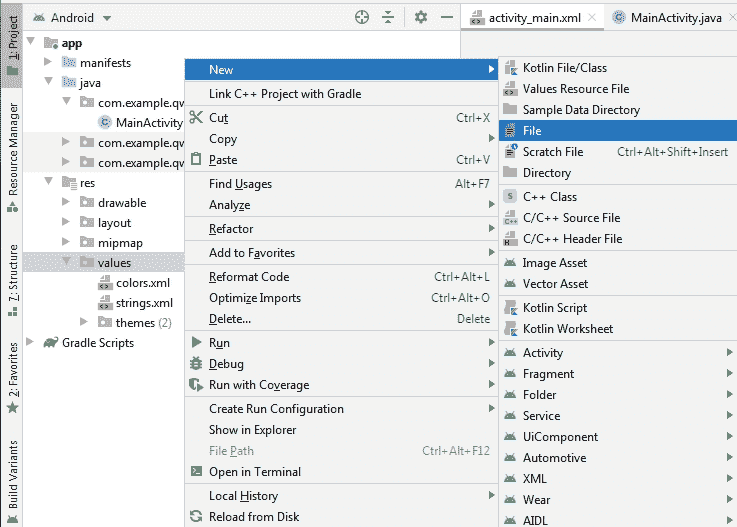 Android
activity_main.xml
MainActivity.java
1: Project
Resource Manager
7: Structure
2: Favorites
Build Variants
app
manifests
java
com.example.qw
MainActivity
com.example.qw
com.example.qw
res
drawable
layout
mipmap
values
colors.xml
strings.xml
themes (2)
Gradle Scripts
New
Link C++ Project with Gradle
Cut Ctrl+X
Copy
Paste Ctrl+V
Find Usages Alt+F7
Analyze
Refactor
Add to Favorites
Reformat Code Ctrl+Alt+L
Optimize Imports Ctrl+Alt+O
Delete... Delete
Run
Debug
Run with Coverage
Create Run Configuration
Show in Explorer
File Path Ctrl+Alt+F12
Open in Terminal
Local History
Reload from Disk
Kotlin File/Class
Values Resource File
Sample Data Directory
File
Scratch File Ctrl+Alt+Shift+Insert
Directory
C++ Class
C/C++ Source File
C/C++ Header File
Image Asset
Vector Asset
Kotlin Script
Kotlin Worksheet
Activity
Fragment
Folder
Service
UiComponent
Automotive
XML
Wear
AIDL